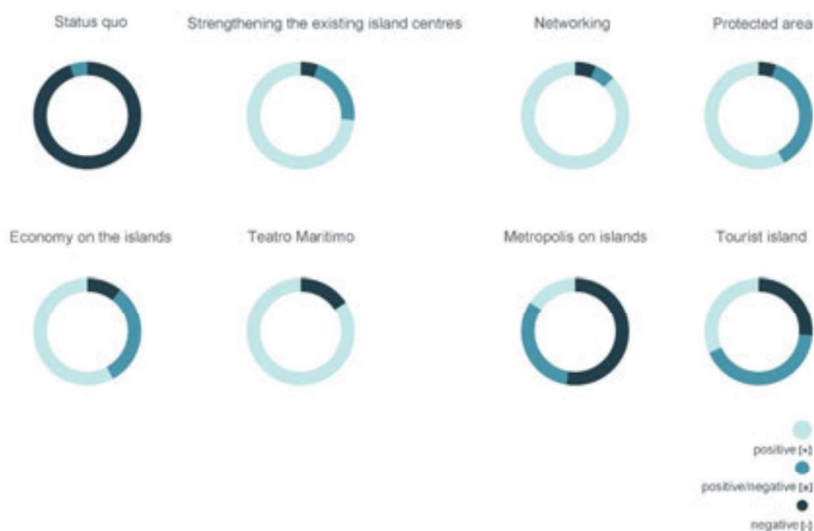 Status quo
Strengthening the existing island centres
Networking
Protected area
Economy on the islands
Teatro Maritimo
Metropolis on islands
Tourist island
positive [+]
positive/negative [±]
negative [-]